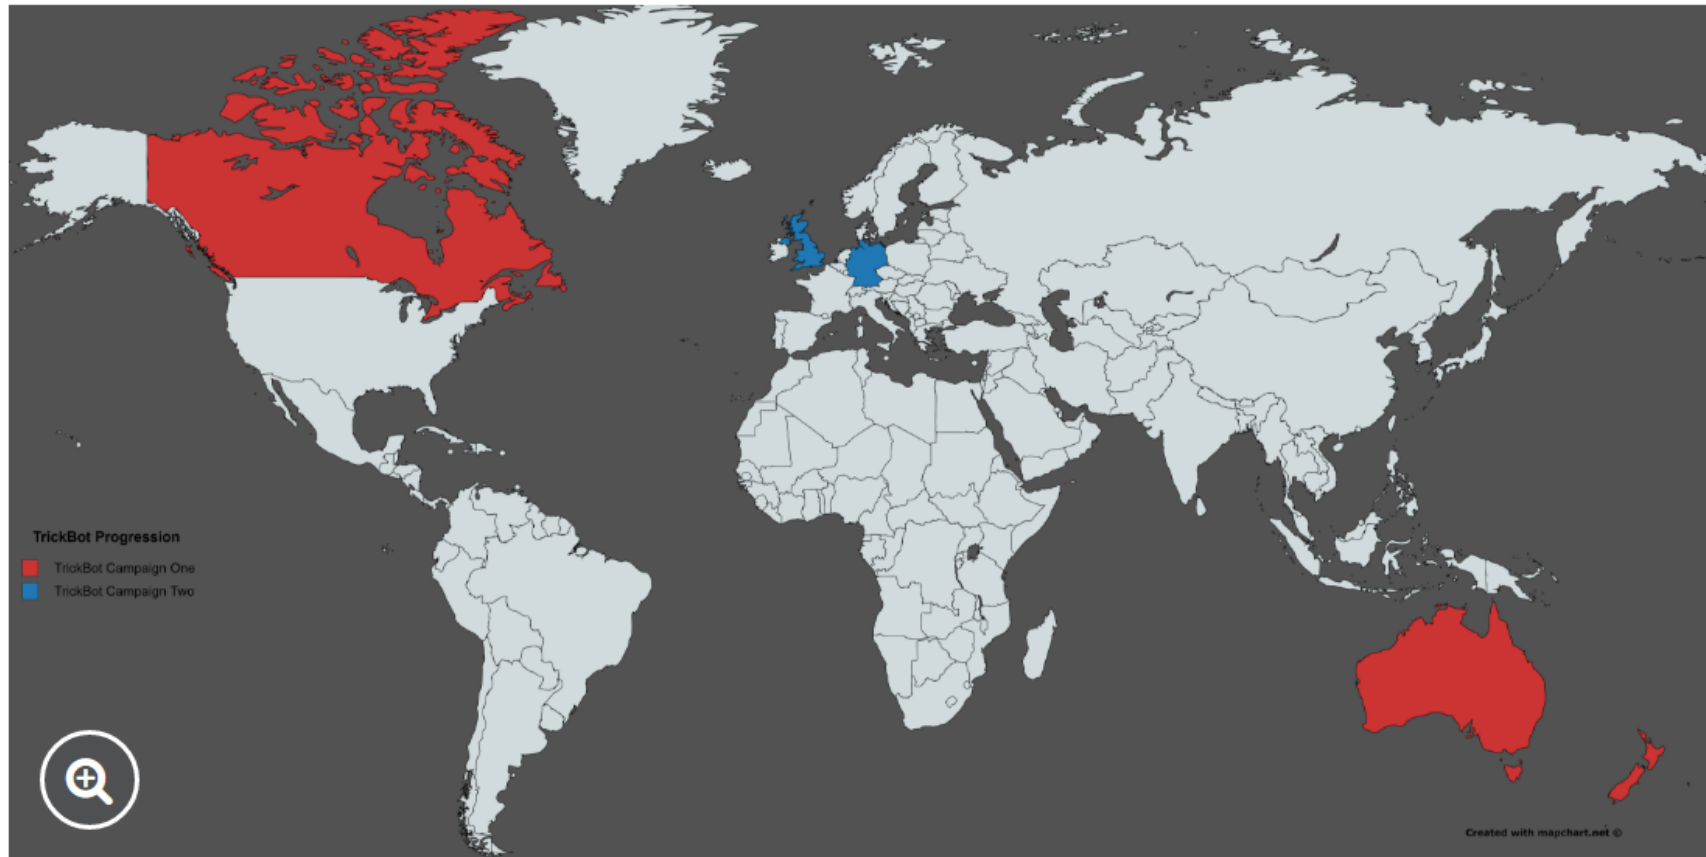 TrickBot Progression
TrickBot Campaign One
TrickBot Campaign Two
Created with mapchart.net ©